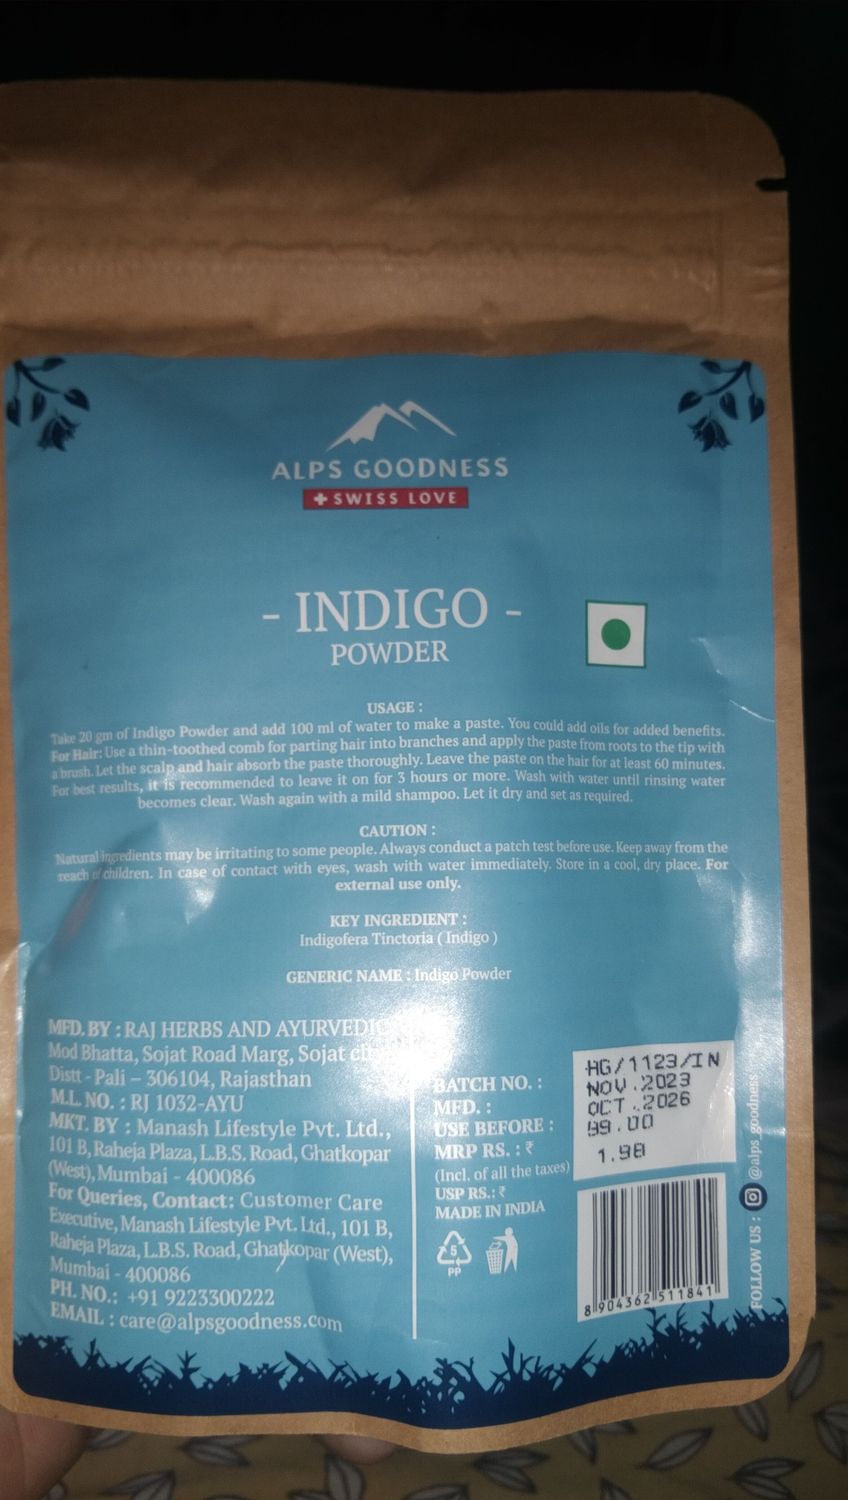 ALPS GOODNESS
SWISS LOVE
- INDIGO -
POWDER
USAGE :
Take 20 gm of Indigo Powder and add 100 ml of water to make a paste. You could add oils for added benefits.
For Hair: Use a thin-toothed comb for parting hair into branches and apply the paste from roots to the tip with
a brush. Let the scalp and hair absorb the paste thoroughly. Leave the paste on the hair for at least 60 minutes.
For best results, it is recommended to leave it on for 3 hours or more. Wash with water until rinsing water
becomes clear. Wash again with a mild shampoo. Let it dry and set as required.
CAUTION :
Natural ingredients may be irritating to some people. Always conduct a patch test before use. Keep away from the
reach of children. In case of contact with eyes, wash with water immediately. Store in a cool, dry place. For
external use only.
KEY INGREDIENT :
Indigofera Tinctoria ( Indigo )
GENERIC NAME : Indigo Powder
MFD. BY : RAJ HERBS AND AYURVEDIC
Mod Bhatta, Sojat Road Marg, Sojat
Distt - Pali – 306104, Rajasthan
M.L. NO. : RJ 1032-AYU
MKT. BY : Manash Lifestyle Pvt. Ltd.,
101 B, Raheja Plaza, L.B.S. Road, Ghatkopar
(West), Mumbai - 400086
For Queries, Contact: Customer Care
Executive, Manash Lifestyle Pvt. Ltd., 101 B,
Raheja Plaza, L.B.S. Road, Ghatkopar (West),
Mumbai - 400086
PH. NO.: +91 9223300222
EMAIL : care@alpsgoodness.com
BATCH NO. : HG/1123/IN
MFD. : NOV.2023
USE BEFORE : OCT.2026
MRP RS. : ₹ 99.00
(Incl. of all the taxes)
USP RS.: ₹ 1.98
MADE IN INDIA
5
PP
8 904362 511841
FOLLOW US : @alps_goodness